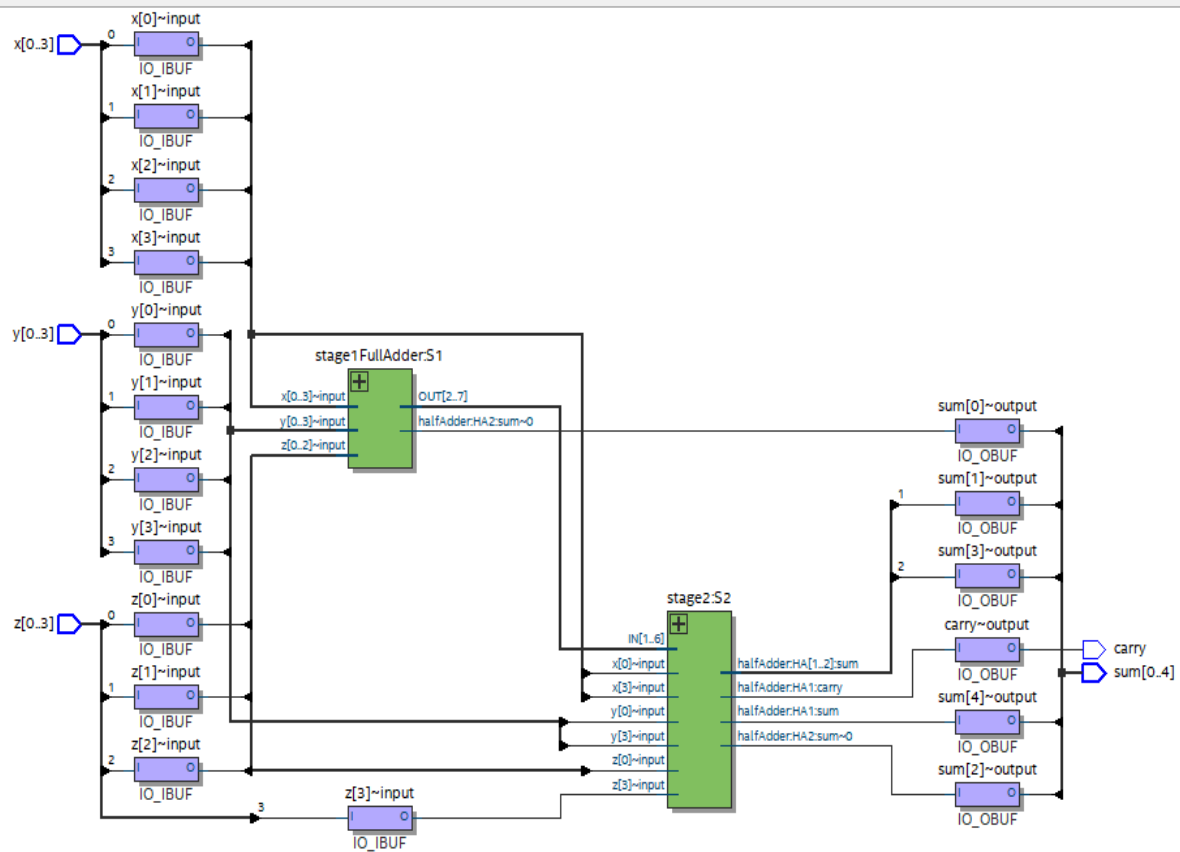 x[0]~input
x[0..3]
0
I
O
IO_IBUF
x[1]~input
1
I
O
IO_IBUF
x[2]~input
2
I
O
IO_IBUF
x[3]~input
3
I
O
IO_IBUF
y[0]~input
y[0..3]
0
I
O
IO_IBUF
y[1]~input
1
I
O
IO_IBUF
y[2]~input
2
I
O
IO_IBUF
y[3]~input
3
I
O
IO_IBUF
z[0]~input
z[0..3]
0
I
O
IO_IBUF
z[1]~input
1
I
O
IO_IBUF
z[2]~input
2
I
O
IO_IBUF
z[3]~input
3
I
O
IO_IBUF
stage1FullAdder:S1
x[0..3]~input
y[0..3]~input
z[0..2]~input
OUT[2..7]
halfAdder:HA2:sum~0
stage2:S2
IN[1..6]
x[0]~input
x[3]~input
y[0]~input
y[3]~input
z[0]~input
z[3]~input
halfAdder:HA[1..2]:sum
halfAdder:HA1:carry
halfAdder:HA1:sum
halfAdder:HA2:sum~0
sum[0]~output
I
O
IO_OBUF
sum[1]~output
1
I
O
IO_OBUF
sum[3]~output
2
I
O
IO_OBUF
carry~output
I
O
IO_OBUF
carry
sum[0..4]
sum[4]~output
I
O
IO_OBUF
sum[2]~output
I
O
IO_OBUF